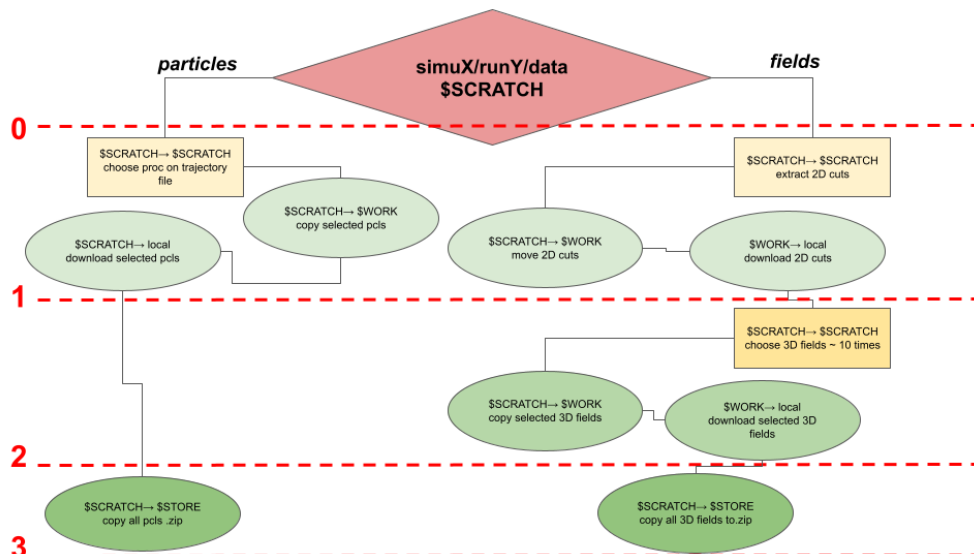 particles
simuX/runY/data
$SCRATCH
fields
0
$SCRATCH→ $SCRATCH
choose proc on trajectory
file
$SCRATCH→ $SCRATCH
extract 2D cuts
$SCRATCH→ $WORK
copy selected pcls
$SCRATCH→ local
download selected pcls
$SCRATCH→ $WORK
move 2D cuts
$WORK→ local
download 2D cuts
1
$SCRATCH→ $SCRATCH
choose 3D fields ~ 10 times
$SCRATCH→ $WORK
copy selected 3D fields
$WORK→ local
download selected 3D
fields
2
$SCRATCH→ $STORE
copy all pcls .zip
$SCRATCH→ $STORE
copy all 3D fields to.zip
3